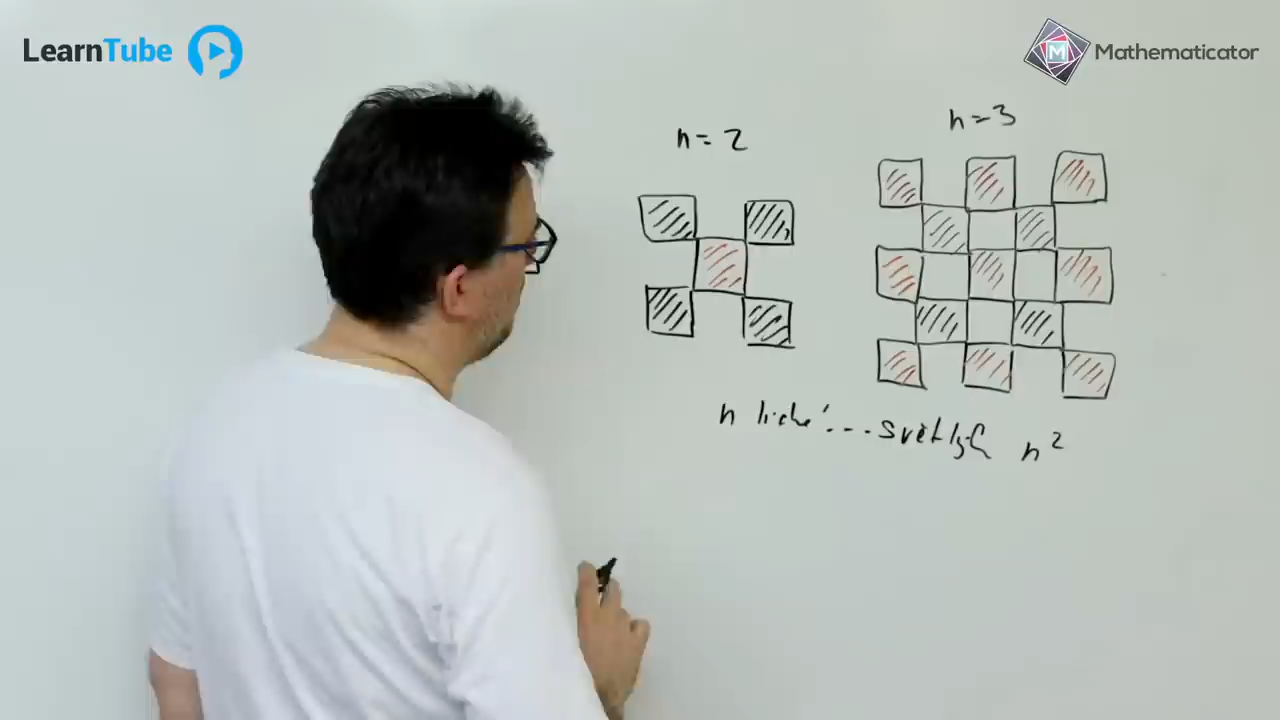 LearnTube
Mathematicator
n = 2
n = 3
n liché ... světlých n²